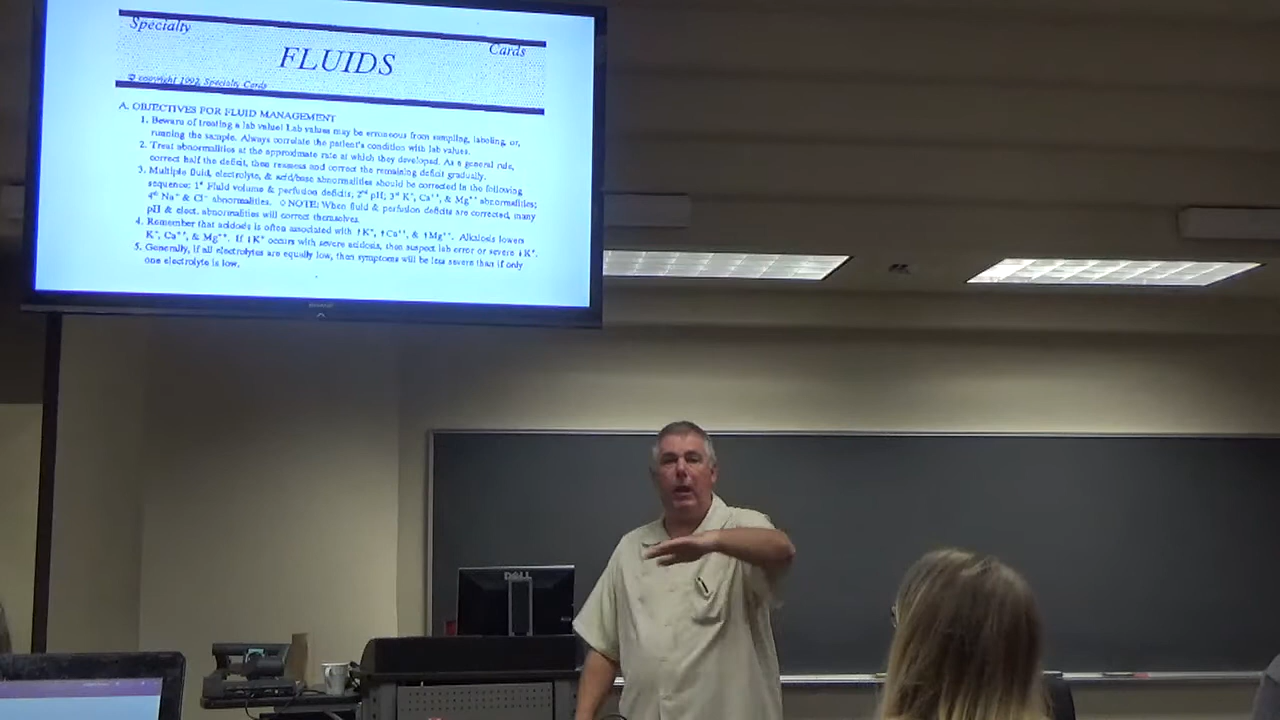 Specialty
Cards
FLUIDS
© copyright 1992, Specialty Cards
A. OBJECTIVES FOR FLUID MANAGEMENT
1. Beware of treating a lab value! Lab values may be erroneous from sampling, labeling, or,
running the sample. Always correlate the patient's condition with lab values.
2. Treat abnormalities at the approximate rate at which they developed. As a general rule,
correct half the deficit, then reassess and correct the remaining deficit gradually.
3. Multiple fluid, electrolyte, & acid/base abnormalities should be corrected in the following
sequence: 1st Fluid volume & perfusion deficits; 2nd pH; 3rd K+, Ca++, & Mg++ abnormalities;
4th Na+ & Cl- abnormalities. ◊ NOTE: When fluid & perfusion deficits are corrected, many
pH & elect. abnormalities will correct themselves.
4. Remember that acidosis is often associated with ↑K+, ↑Ca++, & ↑Mg++. Alkalosis lowers
K+, Ca++, & Mg++. If ↓K+ occurs with severe acidosis, then suspect lab error or severe ↓K+.
5. Generally, if all electrolytes are equally low, then symptoms will be less severe than if only
one electrolyte is low.
DELL